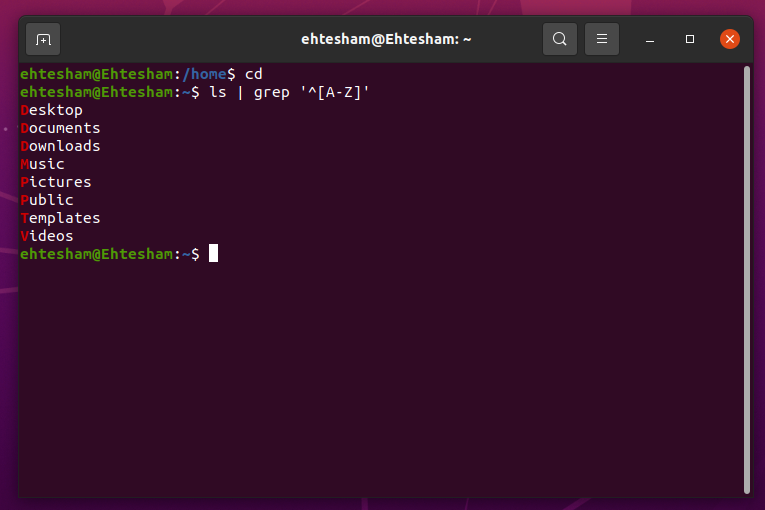 ehtesham@Ehtesham: ~
ehtesham@Ehtesham:/home$ cd
ehtesham@Ehtesham:~$ ls | grep '^[A-Z]'
Desktop
Documents
Downloads
Music
Pictures
Public
Templates
Videos
ehtesham@Ehtesham:~$